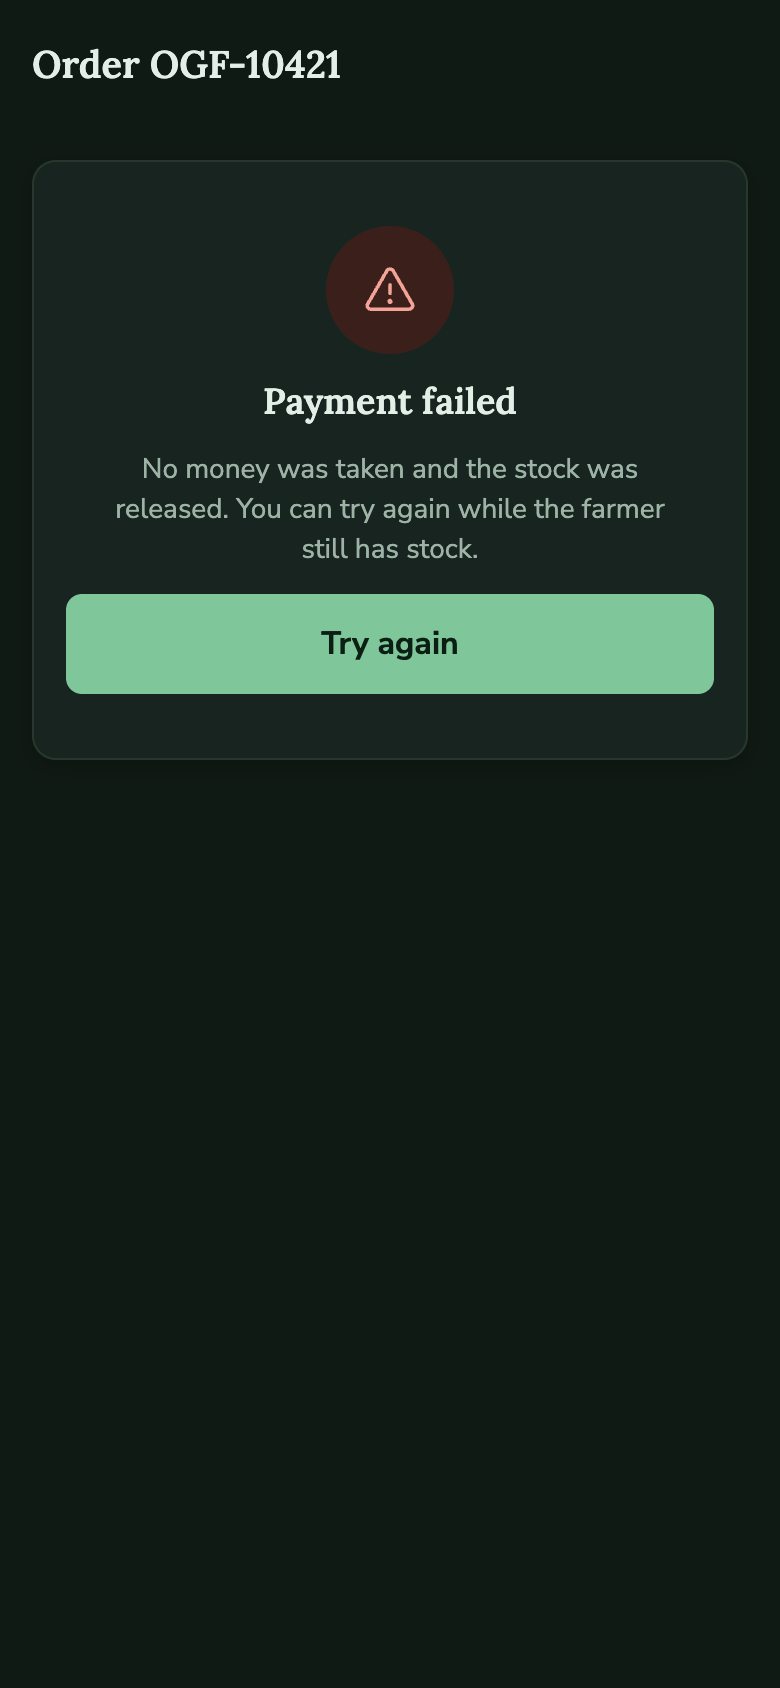 Order OGF-10421
Payment failed
No money was taken and the stock was
released. You can try again while the farmer
still has stock.
Try again